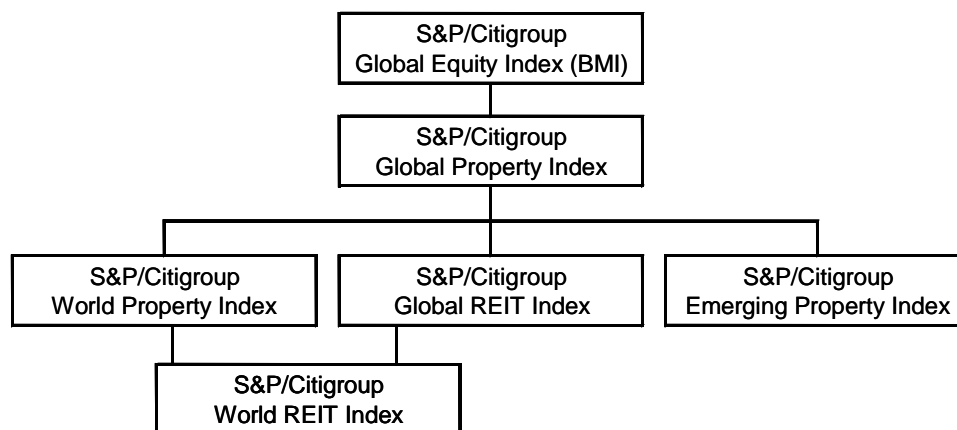 S&P/Citigroup
Global Equity Index (BMI)
S&P/Citigroup
Global Property Index
S&P/Citigroup
World Property Index
S&P/Citigroup
Global REIT Index
S&P/Citigroup
Emerging Property Index
S&P/Citigroup
World REIT Index